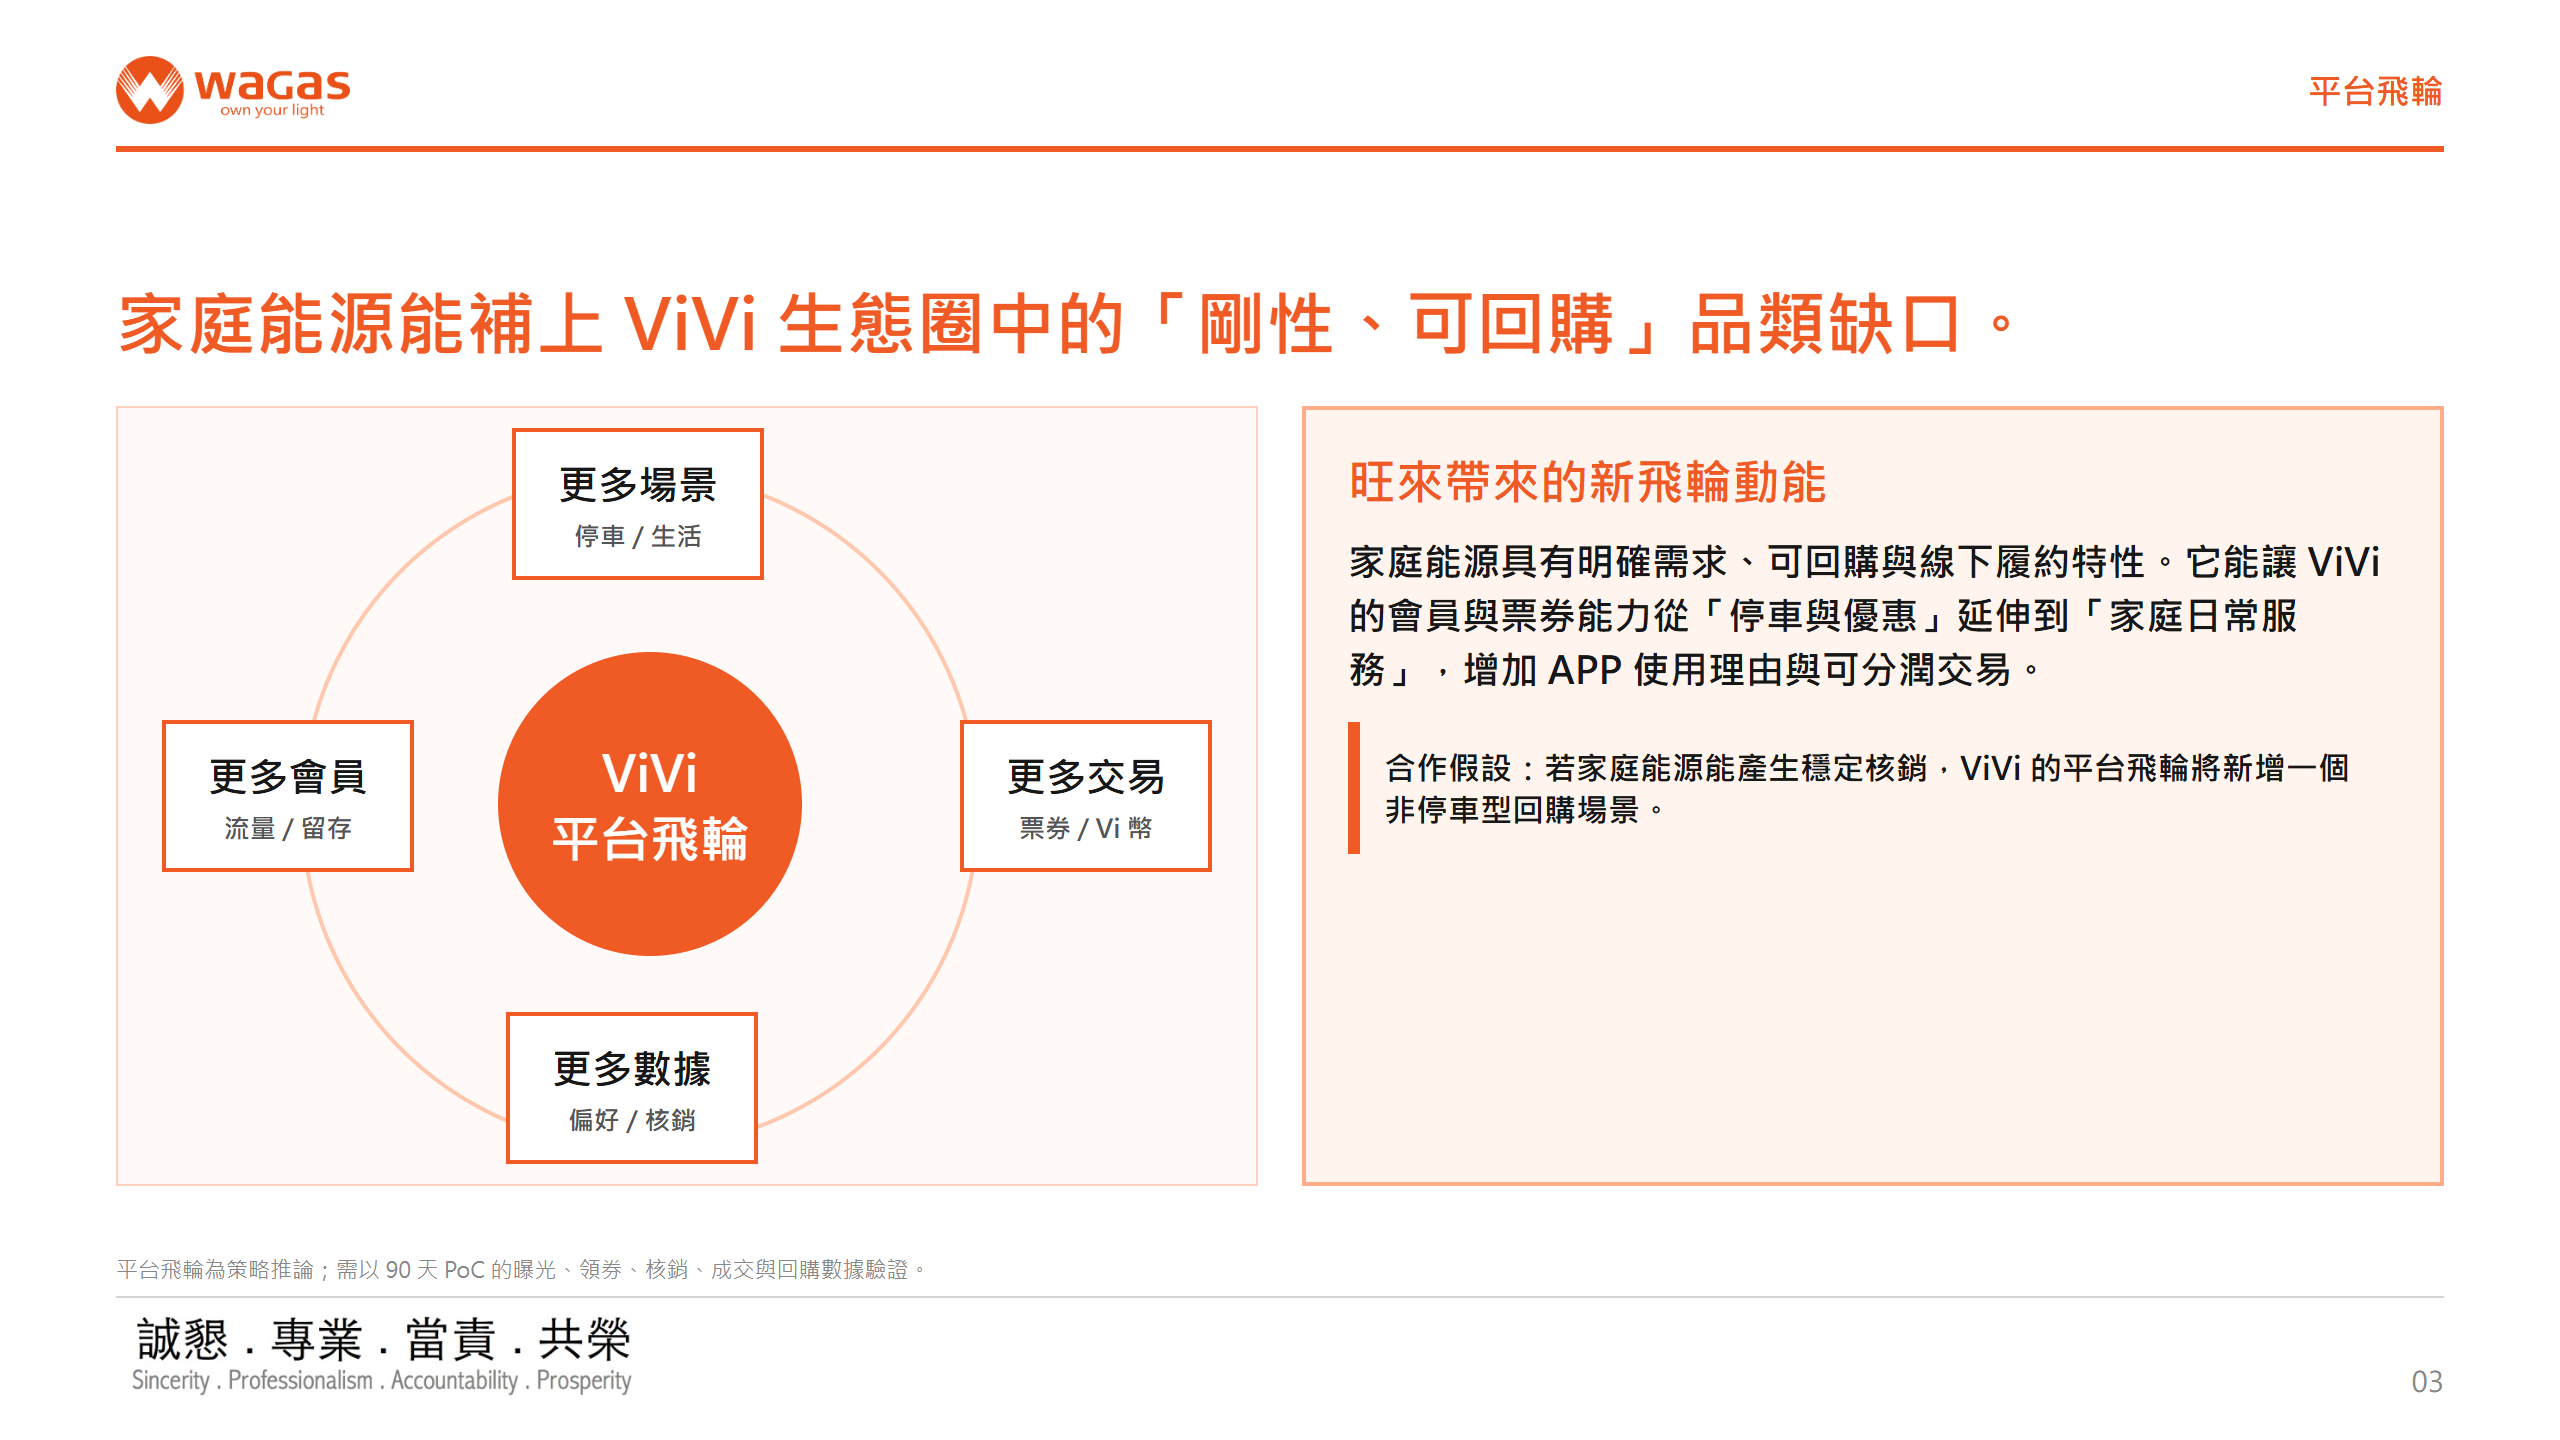 wagas
own your light
平台飛輪
家庭能源能補上 ViVi 生態圈中的「剛性、可回購」品類缺口。
更多場景
停車 / 生活
更多會員
流量 / 留存
ViVi
平台飛輪
更多交易
票券 / Vi 幣
更多數據
偏好 / 核銷
旺來帶來的新飛輪動能
家庭能源具有明確需求、可回購與線下履約特性。它能讓 ViVi
的會員與票券能力從「停車與優惠」延伸到「家庭日常服
務」，增加 APP 使用理由與可分潤交易。
合作假設：若家庭能源能產生穩定核銷，ViVi 的平台飛輪將新增一個
非停車型回購場景。
平台飛輪為策略推論；需以 90 天 PoC 的曝光、領券、核銷、成交與回購數據驗證。
誠懇 . 專業 . 當責 . 共榮
Sincerity . Professionalism . Accountability . Prosperity
03